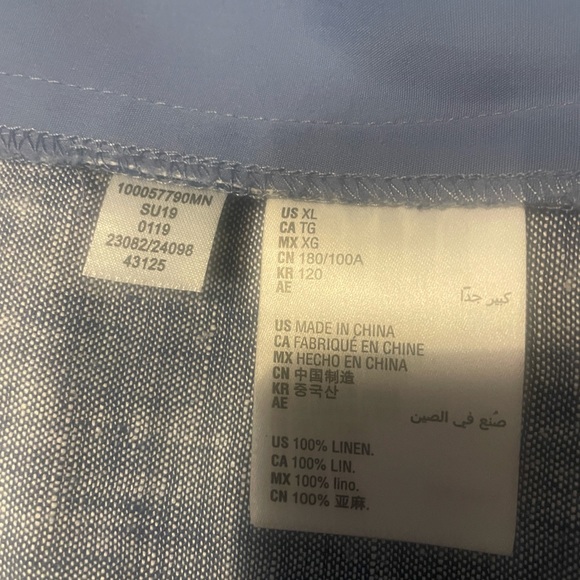 100057790MN
SU19
0119
23082/24098
43125
US XL
CA TG
MX XG
CN 180/100A
KR 120
AE
كبير جدًا
US MADE IN CHINA
CA FABRIQUÉ EN CHINE
MX HECHO EN CHINA
CN 中国制造
KR 중국산
AE
صُنع في الصين
US 100% LINEN.
CA 100% LIN.
MX 100% lino.
CN 100% 亚麻.